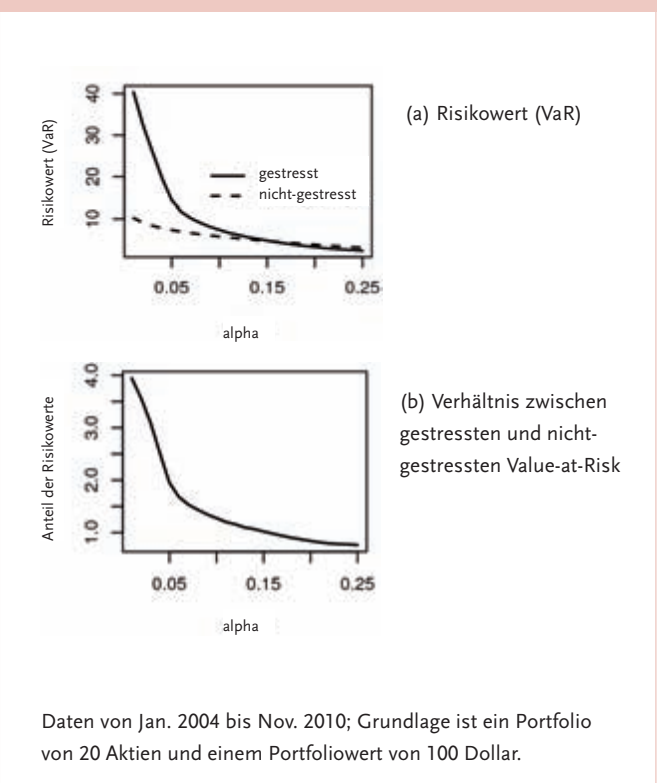 (a) Risikowert (VaR)
Risikowert (VaR)
40
30
20
10
gestresst
nicht-gestresst
0.05 0.15 0.25
alpha
(b) Verhältnis zwischen
gestressten und nicht-
gestressten Value-at-Risk
Anteil der Risikowerte
4.0
3.0
2.0
1.0
0.05 0.15 0.25
alpha
Daten von Jan. 2004 bis Nov. 2010; Grundlage ist ein Portfolio
von 20 Aktien und einem Portfoliowert von 100 Dollar.